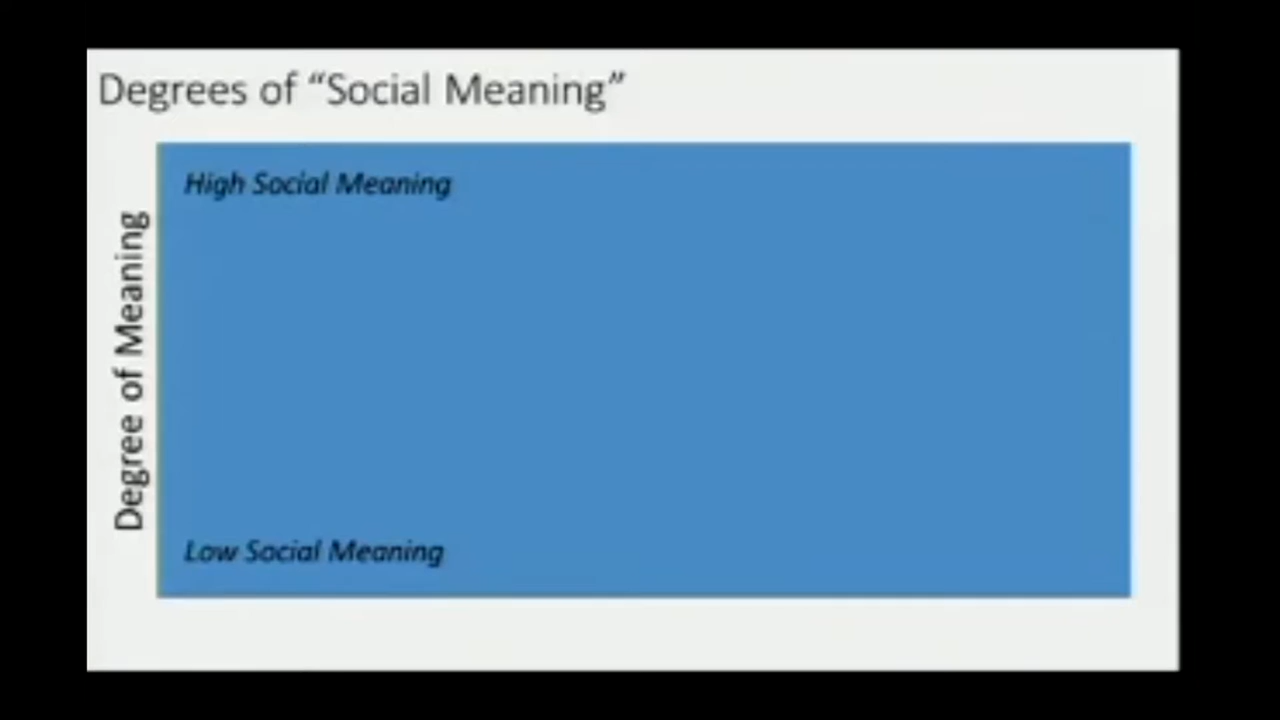 Degrees of “Social Meaning”
High Social Meaning
Degree of Meaning
Low Social Meaning